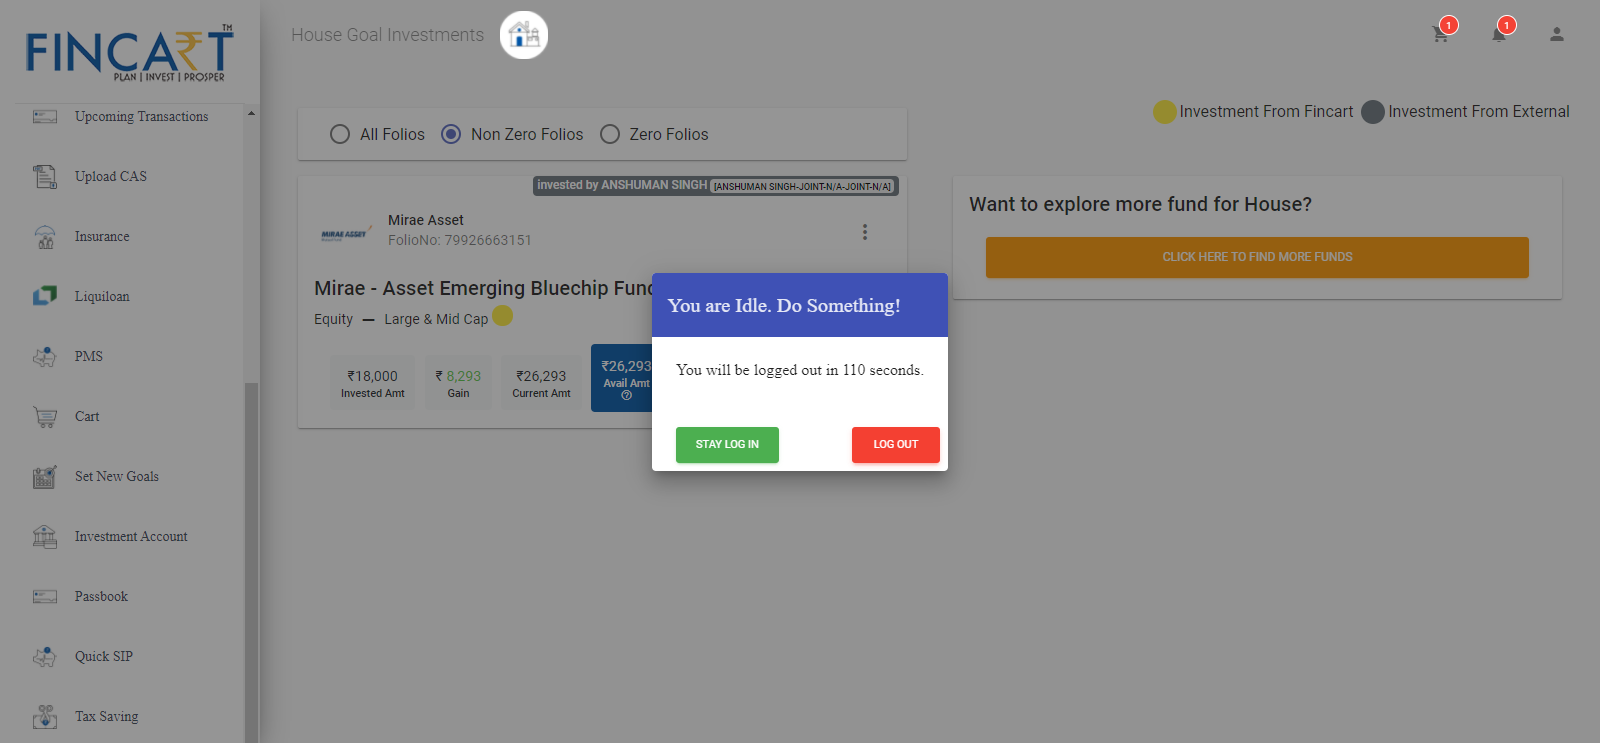 FINCART™
PLAN | INVEST | PROSPER
House Goal Investments
1
1
Upcoming Transactions
Upload CAS
Insurance
Liquiloan
PMS
Cart
Set New Goals
Investment Account
Passbook
Quick SIP
Tax Saving
Investment From Fincart
Investment From External
All Folios
Non Zero Folios
Zero Folios
invested by ANSHUMAN SINGH [ANSHUMAN SINGH-JOINT-N/A-JOINT-N/A]
MIRAE ASSET
Mirae Asset
FolioNo: 79926663151
Mirae - Asset Emerging Bluechip Fund
Equity — Large & Mid Cap
₹18,000
Invested Amt
₹ 8,293
Gain
₹26,293
Current Amt
₹26,293
Avail Amt
Want to explore more fund for House?
CLICK HERE TO FIND MORE FUNDS
You are Idle. Do Something!
You will be logged out in 110 seconds.
STAY LOG IN
LOG OUT